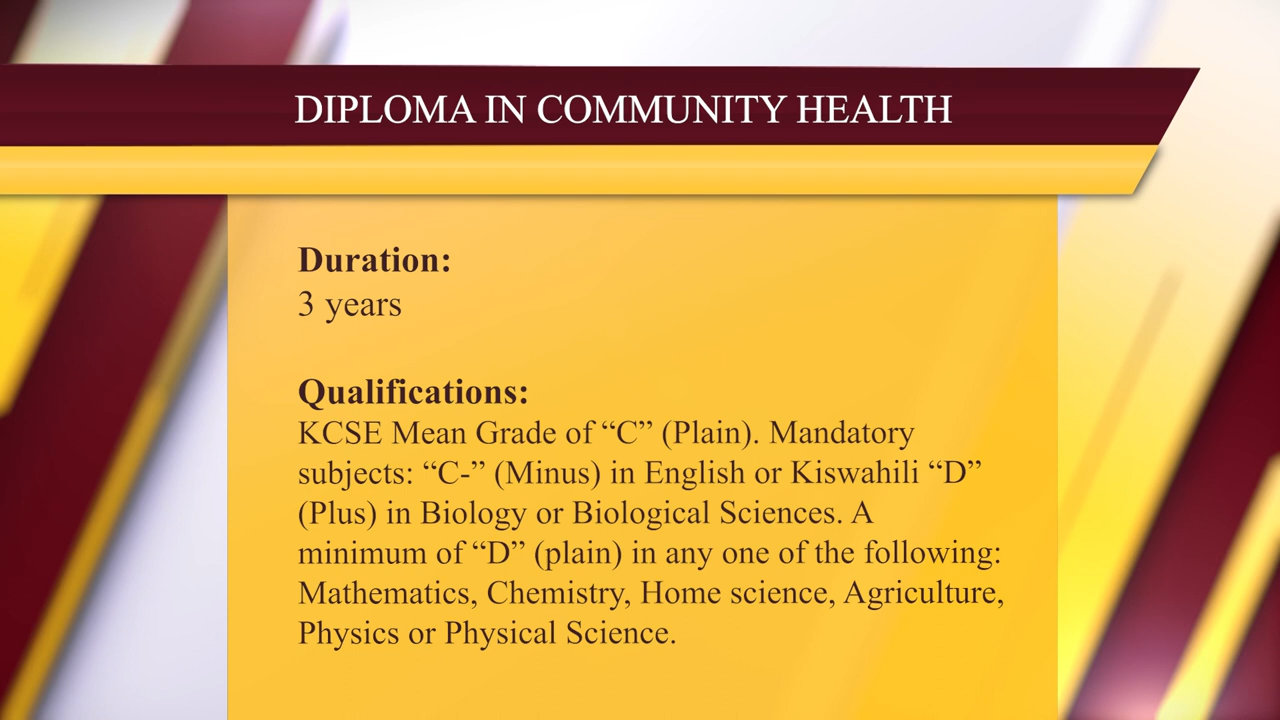 DIPLOMA IN COMMUNITY HEALTH
Duration:
3 years
Qualifications:
KCSE Mean Grade of “C” (Plain). Mandatory
subjects: “C-” (Minus) in English or Kiswahili “D”
(Plus) in Biology or Biological Sciences. A
minimum of “D” (plain) in any one of the following:
Mathematics, Chemistry, Home science, Agriculture,
Physics or Physical Science.